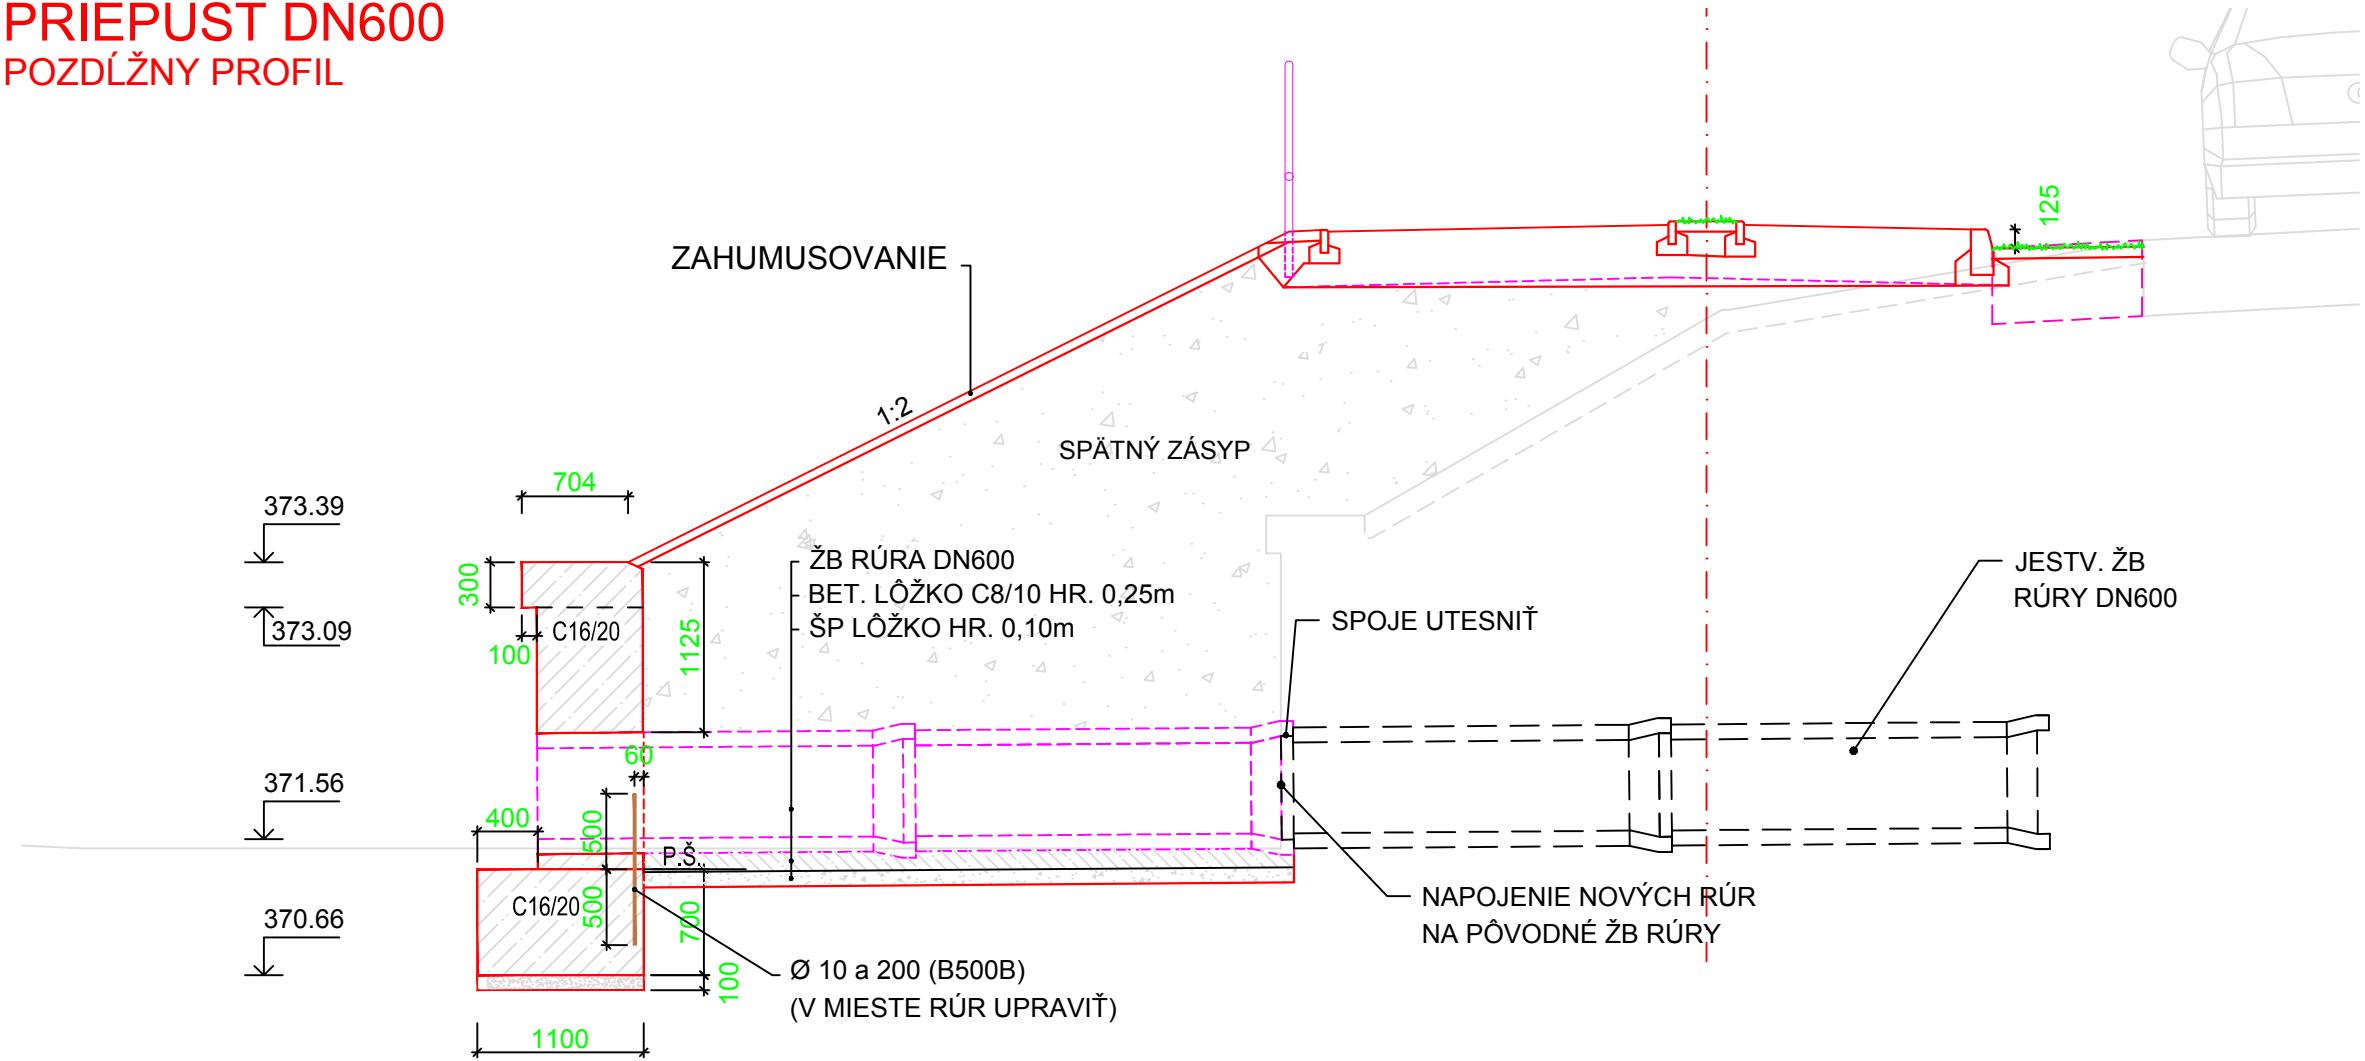 PRIEPUST DN600
POZDĹŽNY PROFIL
125
ZAHUMUSOVANIE
1:2
SPÄTNÝ ZÁSYP
704
373.39
300
373.09
C16/20
100
1125
ŽB RÚRA DN600
BET. LÔŽKO C8/10 HR. 0,25m
ŠP LÔŽKO HR. 0,10m
SPOJE UTESNIŤ
JESTV. ŽB
RÚRY DN600
60
371.56
400
500
P.Š.
C16/20
500
700
370.66
100
NAPOJENIE NOVÝCH RÚR
NA PÔVODNÉ ŽB RÚRY
Ø 10 a 200 (B500B)
(V MIESTE RÚR UPRAVIŤ)
1100